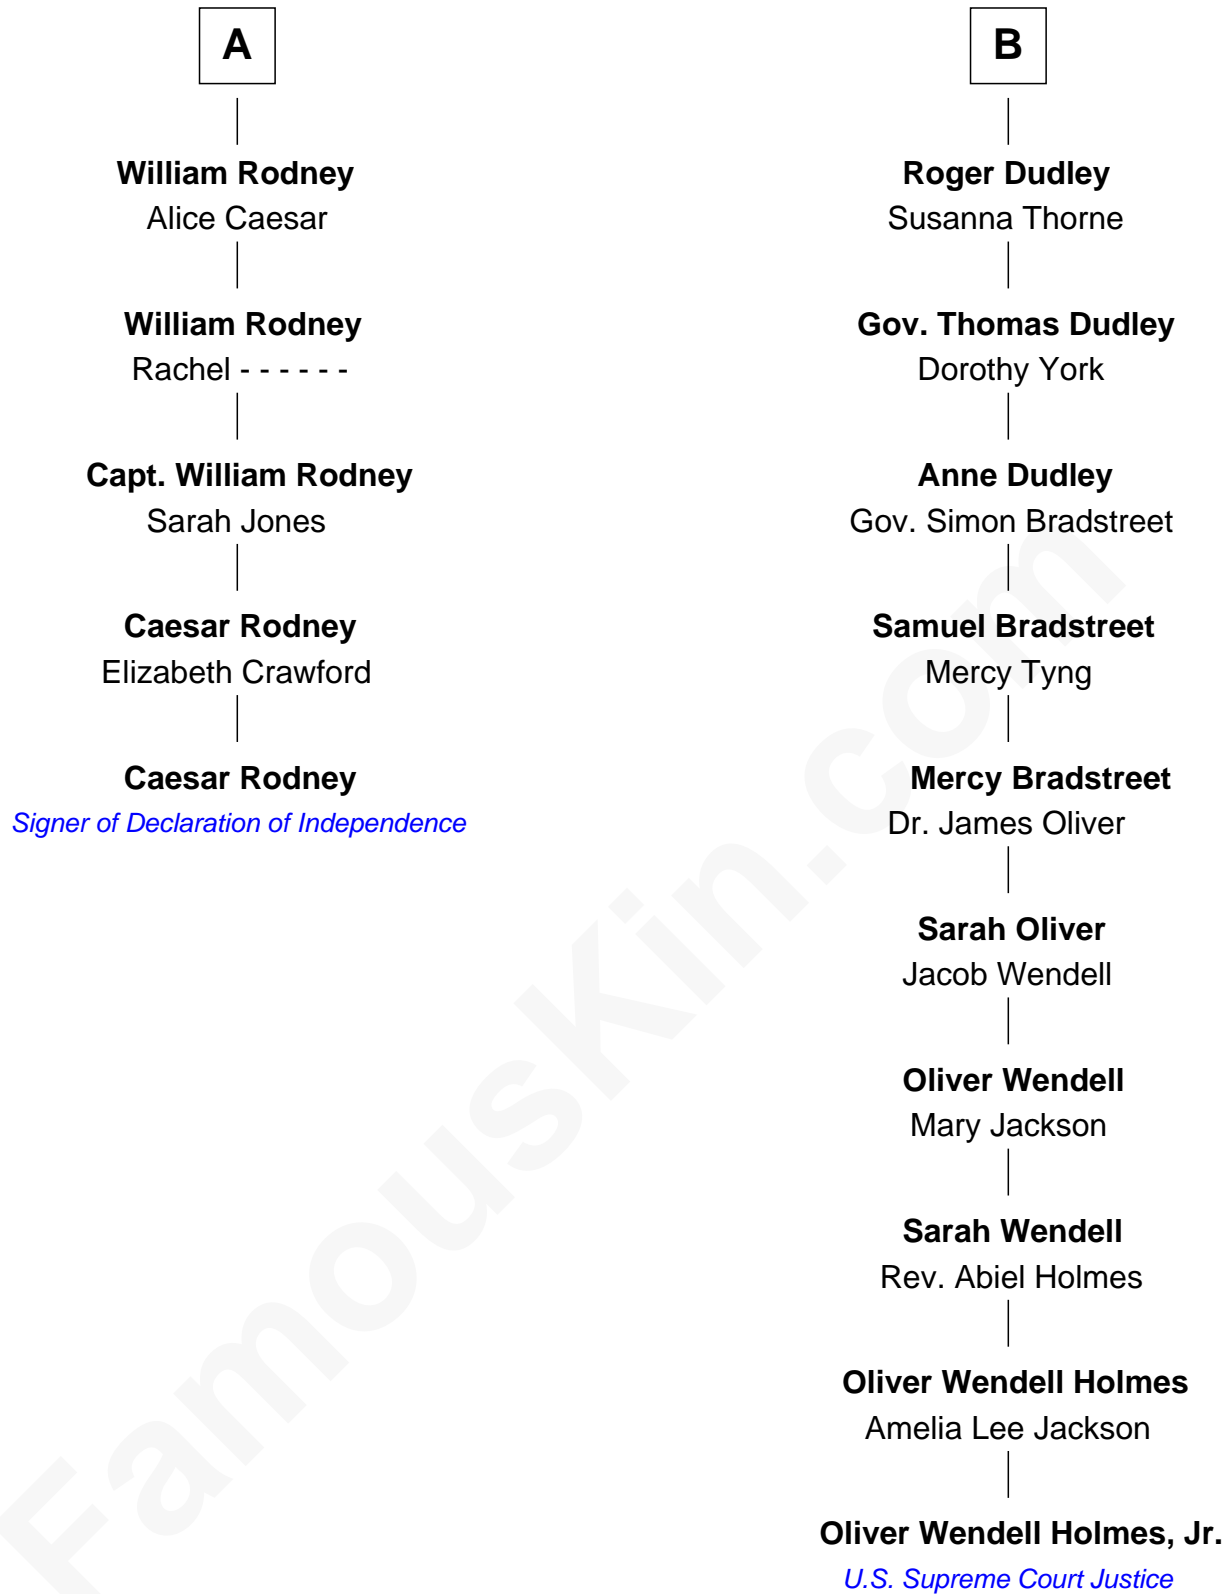 A
William Rodney
Alice Caesar
William Rodney
Rachel - - - - - -
Capt. William Rodney
Sarah Jones
Caesar Rodney
Elizabeth Crawford
Caesar Rodney
Signer of Declaration of Independence
B
Roger Dudley
Susanna Thorne
Gov. Thomas Dudley
Dorothy York
Anne Dudley
Gov. Simon Bradstreet
Samuel Bradstreet
Mercy Tyng
Mercy Bradstreet
Dr. James Oliver
Sarah Oliver
Jacob Wendell
Oliver Wendell
Mary Jackson
Sarah Wendell
Rev. Abiel Holmes
Oliver Wendell Holmes
Amelia Lee Jackson
Oliver Wendell Holmes, Jr.
U.S. Supreme Court Justice
FamousKin.com